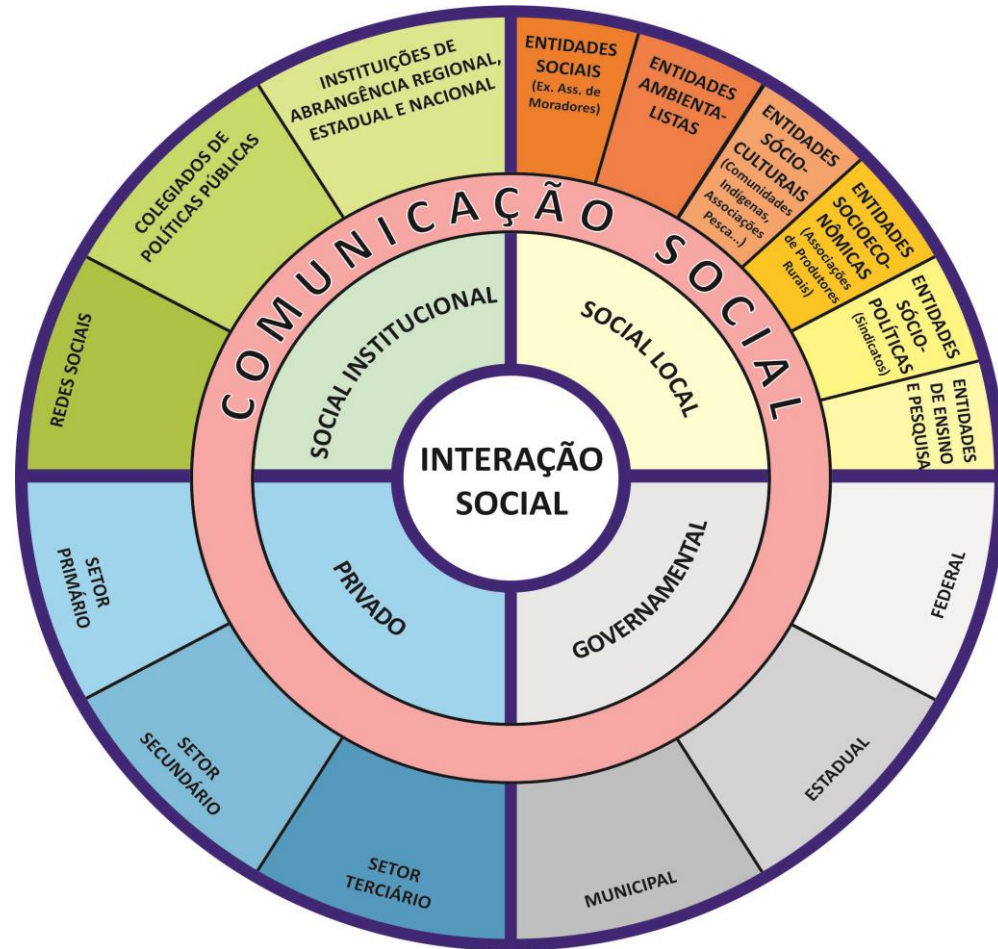 INTERAÇÃO
SOCIAL
COMUNICAÇÃO SOCIAL
SOCIAL INSTITUCIONAL
SOCIAL LOCAL
PRIVADO
GOVERNAMENTAL
REDES SOCIAIS
COLEGIADOS DE
POLÍTICAS PÚBLICAS
INSTITUIÇÕES DE
ABRANGÊNCIA REGIONAL,
ESTADUAL E NACIONAL
ENTIDADES
SOCIAIS
(Ex. Ass. de
Moradores)
ENTIDADES
AMBIENTA-
LISTAS
ENTIDADES
SÓCIO-
CULTURAIS
(Comunidades
Indígenas,
Associações
Pesca...)
ENTIDADES
SOCIOECO-
NÔMICAS
(Associações
de Produtores
Rurais)
ENTIDADES
SÓCIO-
POLÍTICAS
(Sindicatos)
ENTIDADES
DE ENSINO
E PESQUISA
FEDERAL
ESTADUAL
MUNICIPAL
SETOR
TERCIÁRIO
SETOR
SECUNDÁRIO
SETOR
PRIMÁRIO